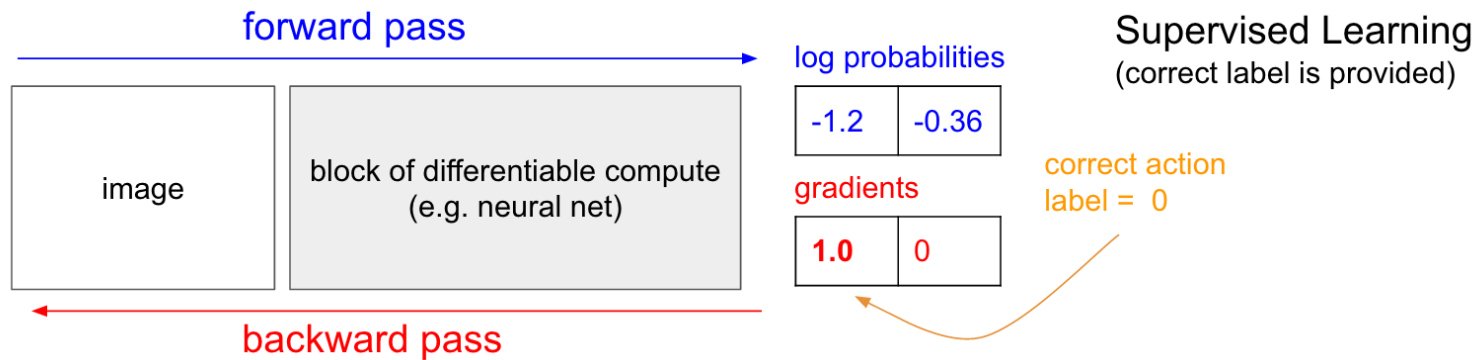 forward pass
Supervised Learning
(correct label is provided)
log probabilities
-1.2 -0.36
image
block of differentiable compute
(e.g. neural net)
gradients
1.0 0
correct action
label = 0
backward pass